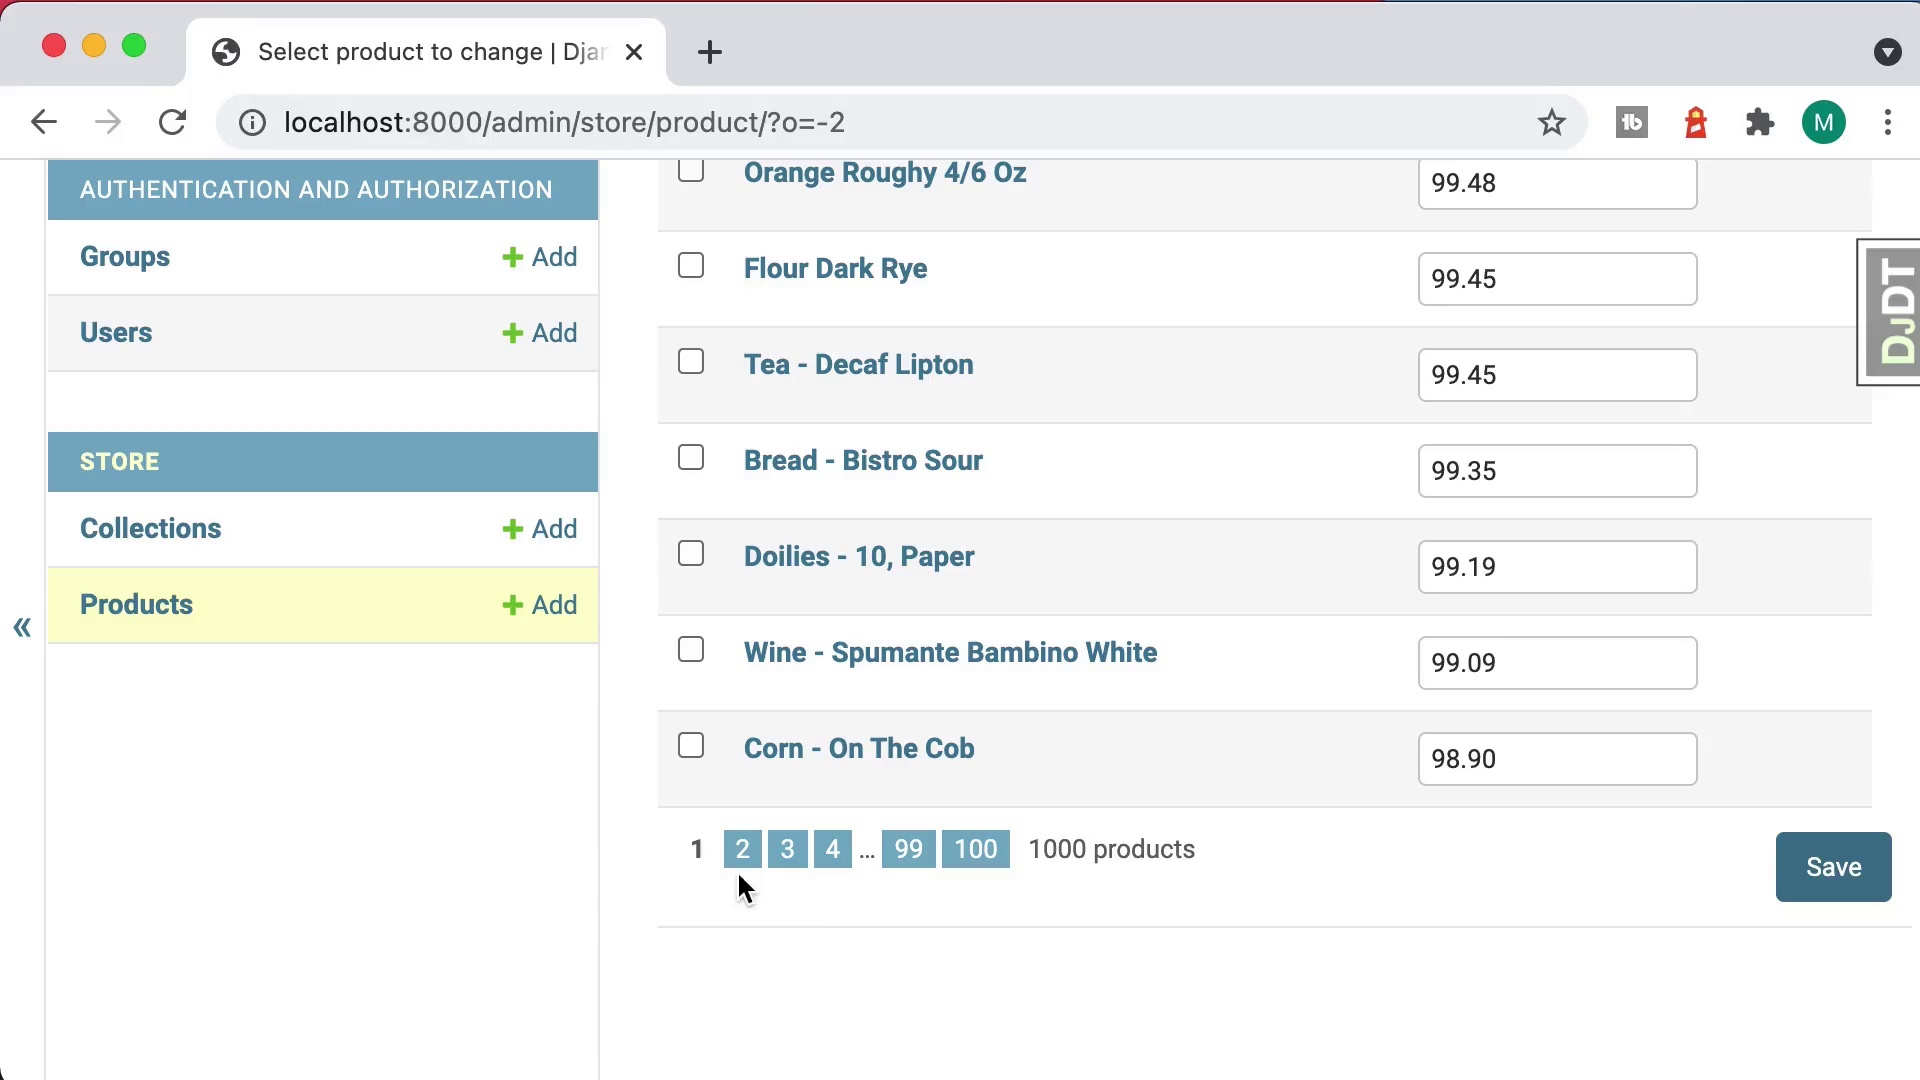 Select product to change | Djan
localhost:8000/admin/store/product/?o=-2
tb
M
AUTHENTICATION AND AUTHORIZATION
Groups
Add
Users
Add
STORE
Collections
Add
Products
Add
«
Orange Roughy 4/6 Oz
99.48
Flour Dark Rye
99.45
Tea - Decaf Lipton
99.45
Bread - Bistro Sour
99.35
Doilies - 10, Paper
99.19
Wine - Spumante Bambino White
99.09
Corn - On The Cob
98.90
1 2 3 4 ... 99 100 1000 products
Save
DJDT